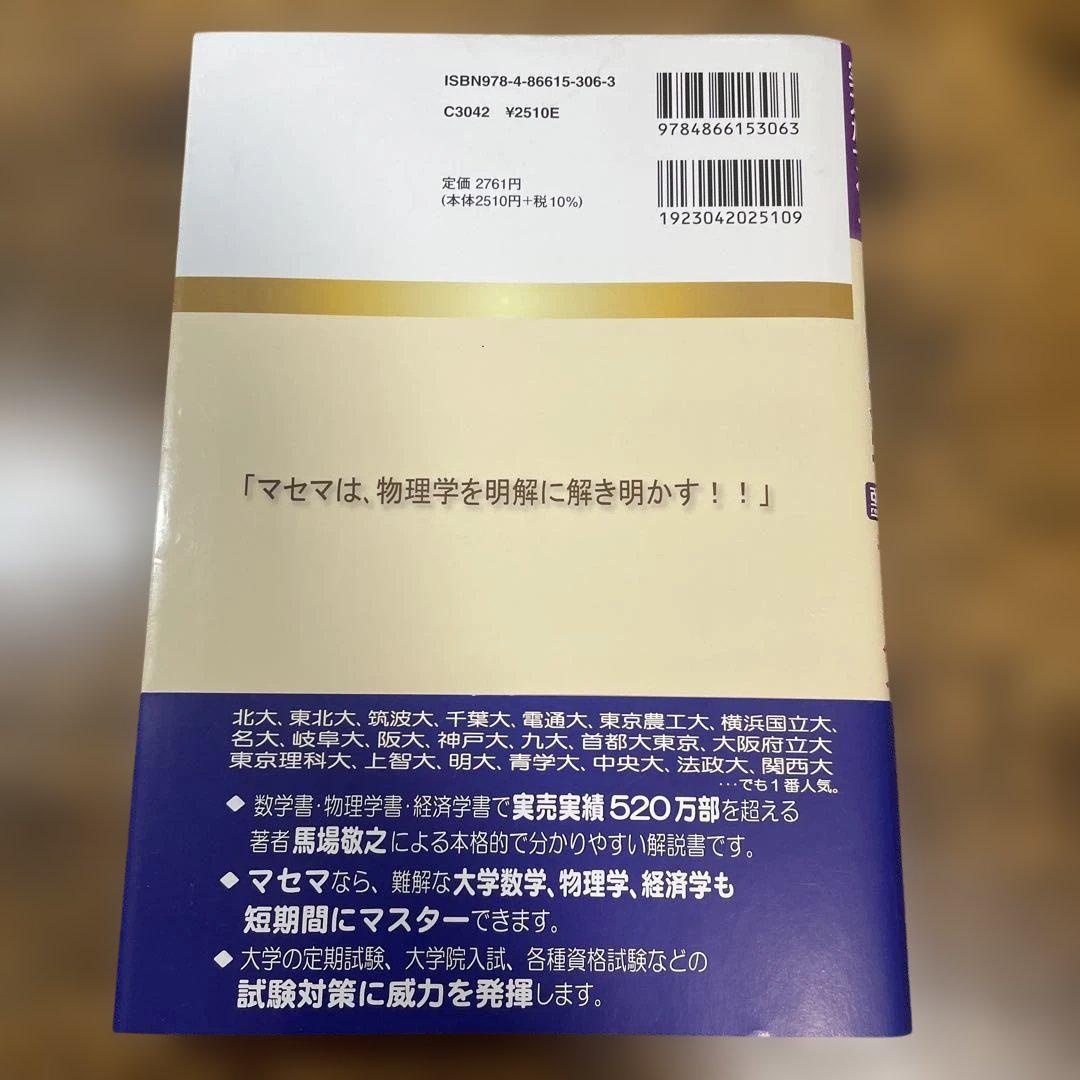 ISBN978-4-86615-306-3
C3042 ¥2510E
9784866153063
定価 2761円
(本体2510円+税10%)
1923042025109
「マセマは、物理学を明解に解き明かす！！」
北大、東北大、筑波大、千葉大、電通大、東京農工大、横浜国立大、
名大、岐阜大、阪大、神戸大、九大、首都大東京、大阪府立大
東京理科大、上智大、明大、青学大、中央大、法政大、関西大
…でも1番人気。
◆ 数学書・物理学書・経済学書で実売実績520万部を超える
著者馬場敬之による本格的で分かりやすい解説書です。
◆ マセマなら、難解な大学数学、物理学、経済学も
短期間にマスターできます。
◆ 大学の定期試験、大学院入試、各種資格試験などの
試験対策に威力を発揮します。